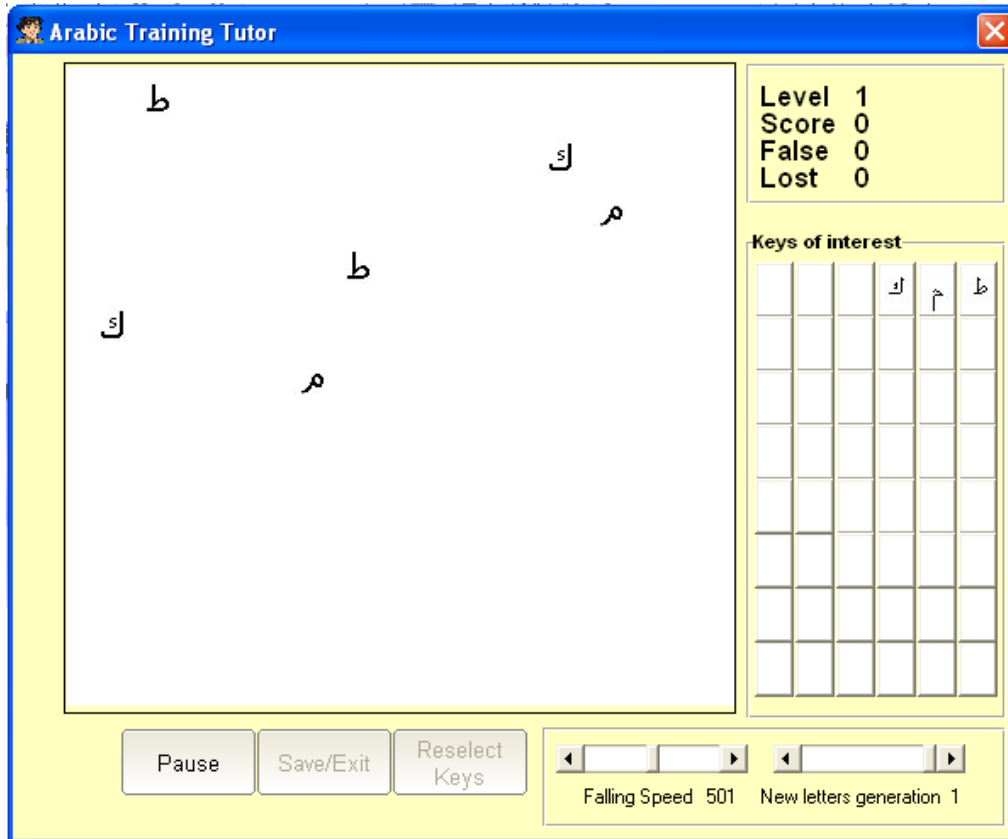 Arabic Training Tutor
ط
ك
م
ط
ك
م
Level 1
Score 0
False 0
Lost 0
Keys of interest
ط م ك
Pause
Save/Exit
Reselect
Keys
Falling Speed 501
New letters generation 1